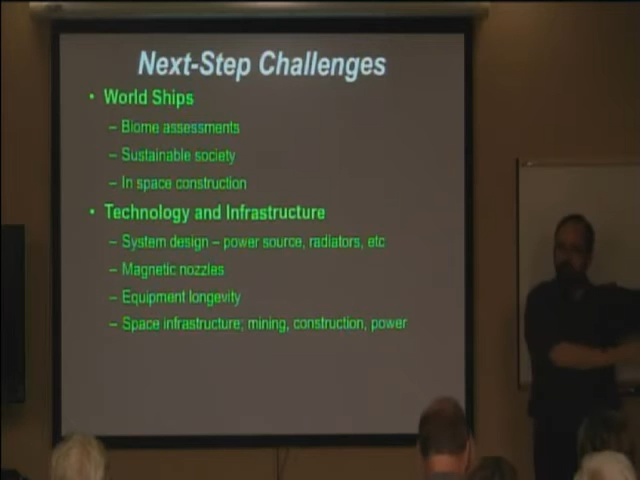 Next-Step Challenges
• World Ships
– Biome assessments
– Sustainable society
– In space construction
• Technology and Infrastructure
– System design – power source, radiators, etc
– Magnetic nozzles
– Equipment longevity
– Space infrastructure; mining, construction, power